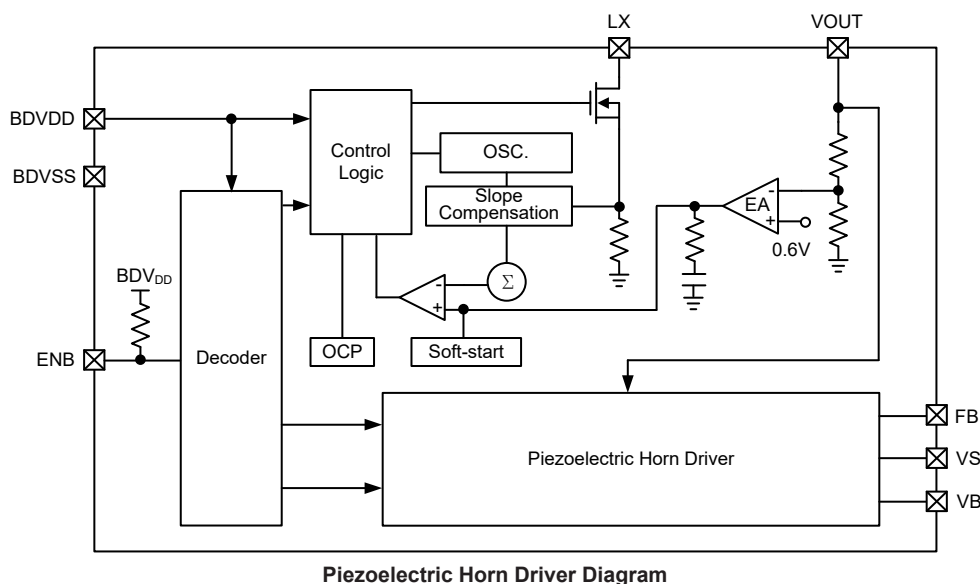 LX
VOUT
BDVDD
BDVSS
Control
Logic
OSC.
Slope
Compensation
EA
-
+
0.6V
BDVDD
Σ
-
+
ENB
Decoder
OCP
Soft-start
Piezoelectric Horn Driver
FB
VS
VB
Piezoelectric Horn Driver Diagram